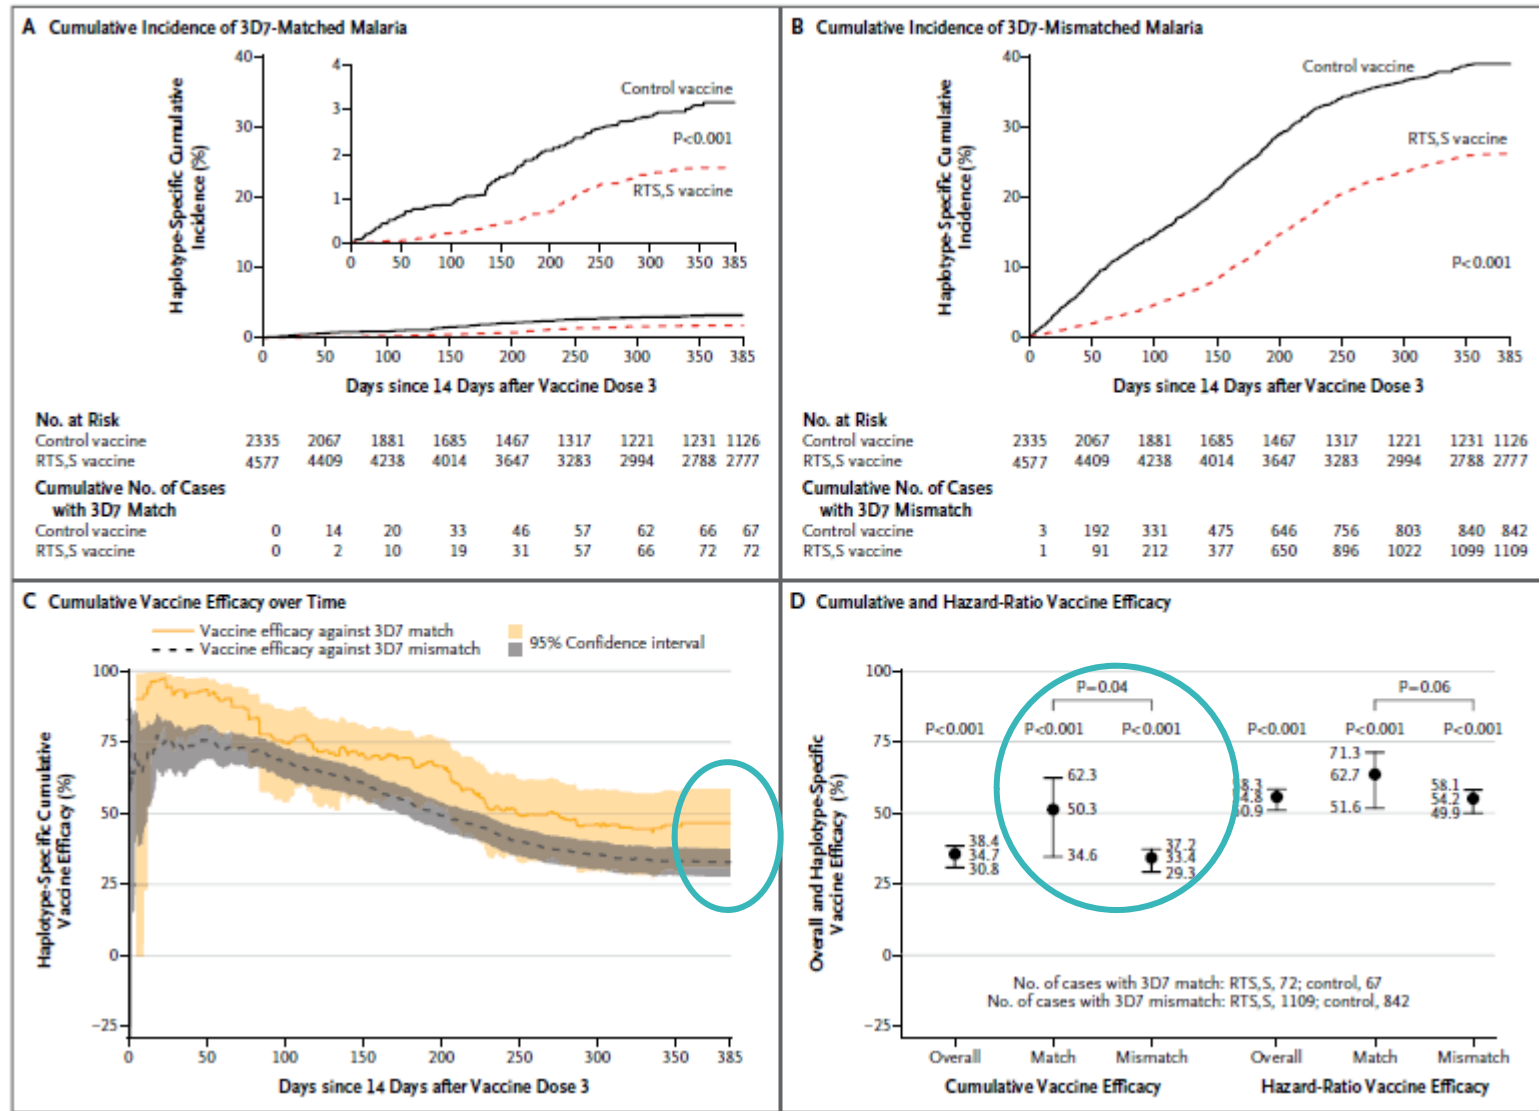 A Cumulative Incidence of 3D7-Matched Malaria
Haplotype-Specific Cumulative
Incidence (%)
40
30
20
10
0
4
3
2
1
0
Control vaccine
P<0.001
RTS,S vaccine
0 50 100 150 200 250 300 350 385
0 50 100 150 200 250 300 350 385
Days since 14 Days after Vaccine Dose 3
No. at Risk
Control vaccine 2335 2067 1881 1685 1467 1317 1221 1231 1126
RTS,S vaccine 4577 4409 4238 4014 3647 3283 2994 2788 2777
Cumulative No. of Cases
with 3D7 Match
Control vaccine 0 14 20 33 46 57 62 66 67
RTS,S vaccine 0 2 10 19 31 57 66 72 72
B Cumulative Incidence of 3D7-Mismatched Malaria
Haplotype-Specific Cumulative
Incidence (%)
40
30
20
10
0
Control vaccine
RTS,S vaccine
P<0.001
0 50 100 150 200 250 300 350 385
Days since 14 Days after Vaccine Dose 3
No. at Risk
Control vaccine 2335 2067 1881 1685 1467 1317 1221 1231 1126
RTS,S vaccine 4577 4409 4238 4014 3647 3283 2994 2788 2777
Cumulative No. of Cases
with 3D7 Mismatch
Control vaccine 3 192 331 475 646 756 803 840 842
RTS,S vaccine 1 91 212 377 650 896 1022 1099 1109
C Cumulative Vaccine Efficacy over Time
Vaccine efficacy against 3D7 match
Vaccine efficacy against 3D7 mismatch
95% Confidence interval
Haplotype-Specific Cumulative
Vaccine Efficacy (%)
100
75
50
25
0
−25
0 50 100 150 200 250 300 350 385
Days since 14 Days after Vaccine Dose 3
D Cumulative and Hazard-Ratio Vaccine Efficacy
Overall and Haplotype-Specific
Vaccine Efficacy (%)
100
75
50
25
0
−25
P=0.04
P=0.06
P<0.001 P<0.001 P<0.001 P<0.001 P<0.001 P<0.001
38.4
34.7
30.8
62.3
50.3
34.6
37.2
33.4
29.3
71.3
62.7
51.6
58.1
54.2
49.9
No. of cases with 3D7 match: RTS,S, 72; control, 67
No. of cases with 3D7 mismatch: RTS,S, 1109; control, 842
Overall Match Mismatch Overall Match Mismatch
Cumulative Vaccine Efficacy Hazard-Ratio Vaccine Efficacy